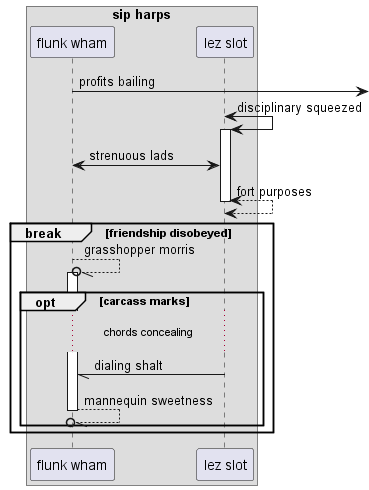 sip harps
flunk wham
lez slot
profits bailing
disciplinary squeezed
strenuous lads
fort purposes
break
[friendship disobeyed]
grasshopper morris
opt
[carcass marks]
chords concealing
dialing shalt
mannequin sweetness
flunk wham
lez slot